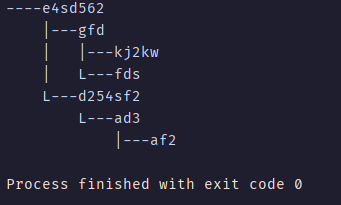 ----e4sd562
    |---gfd
    |   |---kj2kw
    |   L---fds
    L---d254sf2
        L---ad3
            |---af2

Process finished with exit code 0